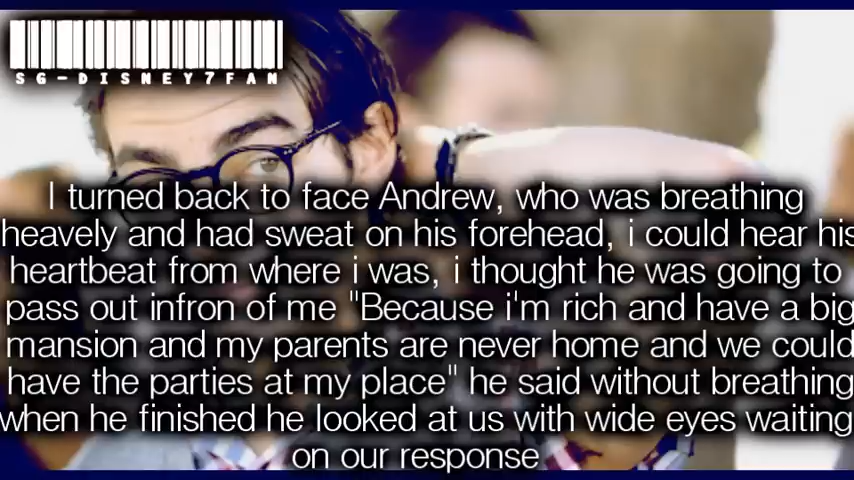 SG-DISNEY7FAN
I turned back to face Andrew, who was breathing
heavely and had sweat on his forehead, i could hear his
heartbeat from where i was, i thought he was going to
pass out infron of me "Because i'm rich and have a big
mansion and my parents are never home and we could
have the parties at my place" he said without breathing
when he finished he looked at us with wide eyes waiting
on our response